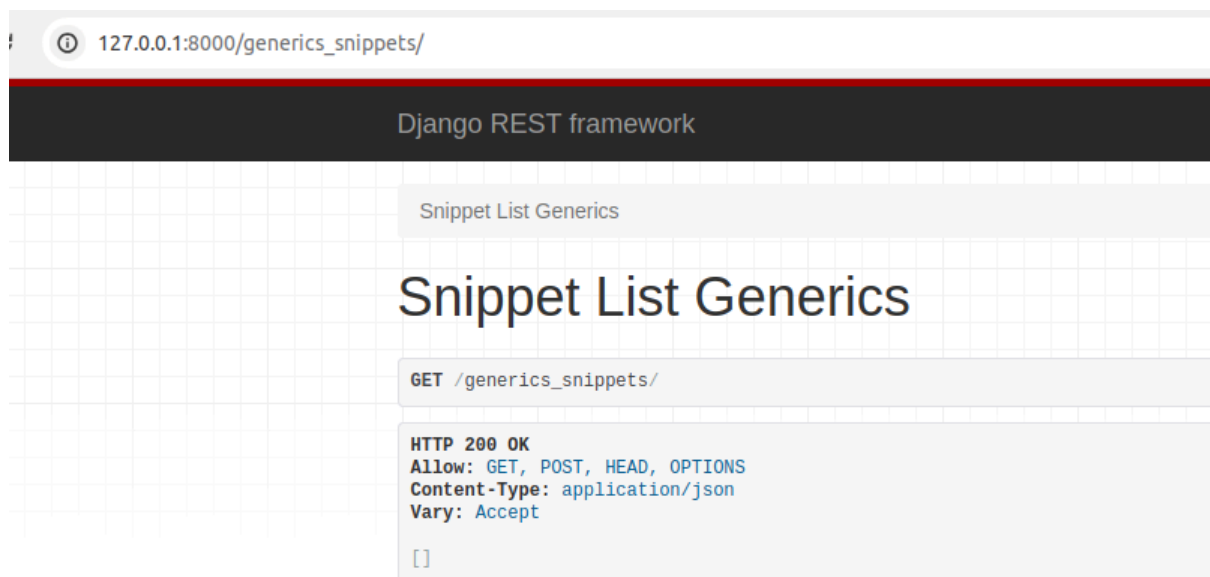 127.0.0.1:8000/generics_snippets/
Django REST framework
Snippet List Generics
Snippet List Generics
GET /generics_snippets/
HTTP 200 OK
Allow: GET, POST, HEAD, OPTIONS
Content-Type: application/json
Vary: Accept
[]